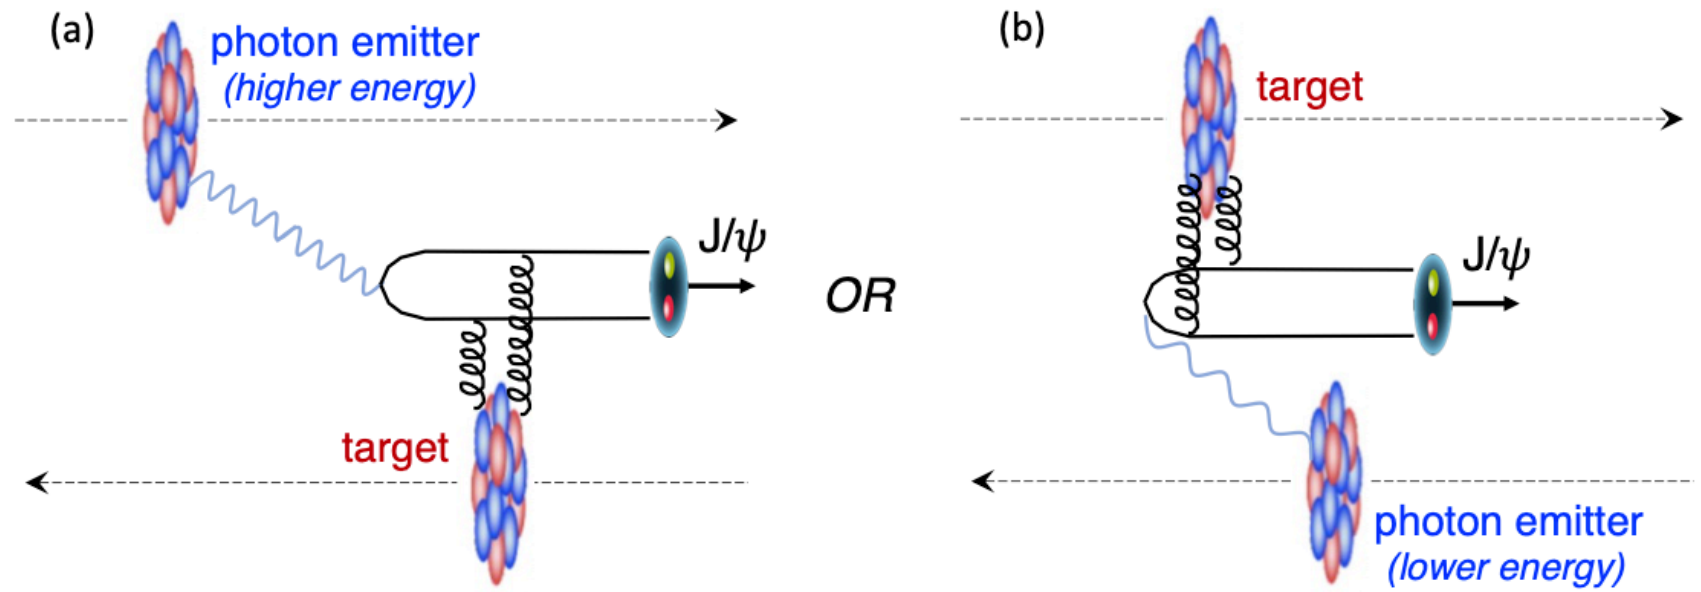 (a)
photon emitter
(higher energy)
J/ψ
target
OR
(b)
target
J/ψ
photon emitter
(lower energy)